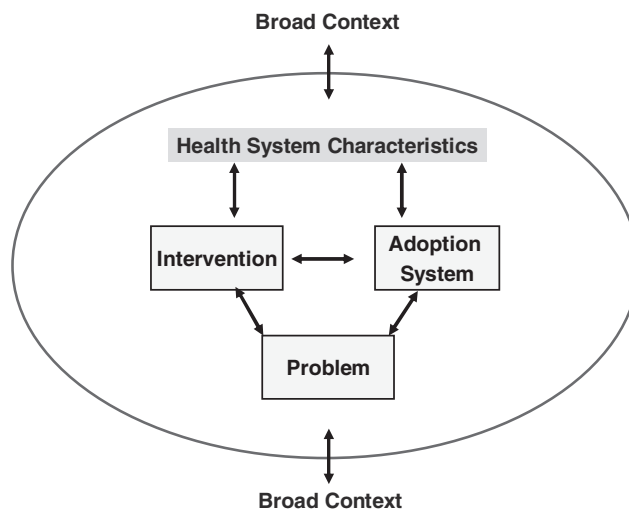 Broad Context
Health System Characteristics
Intervention
Adoption
System
Problem
Broad Context